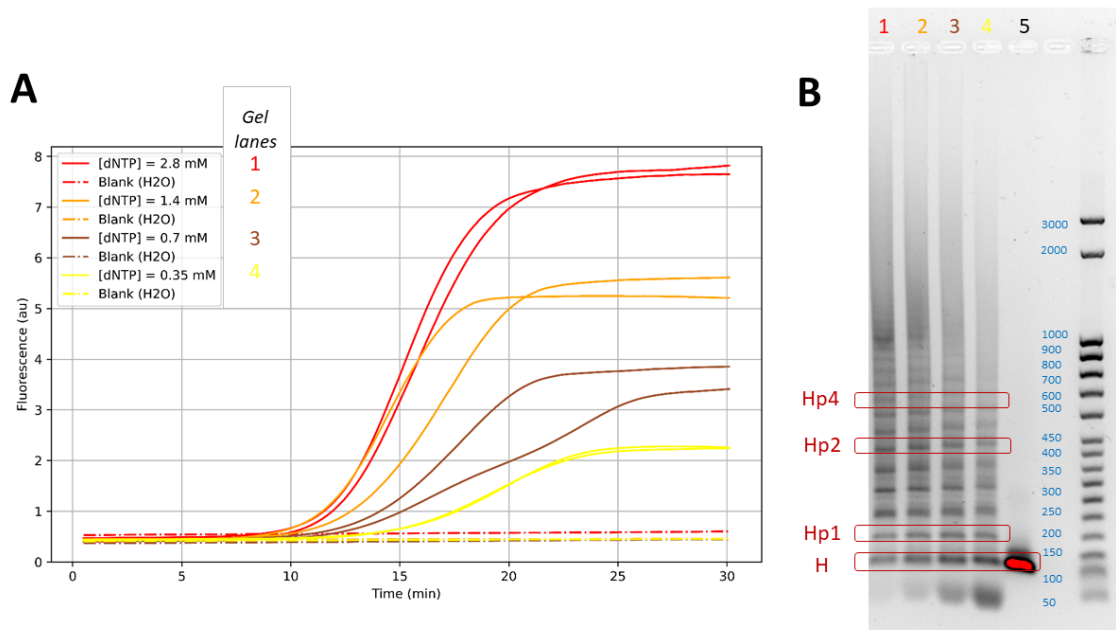 A
Gel
lanes
1
2
3
4
[dNTP] = 2.8 mM
Blank (H2O)
[dNTP] = 1.4 mM
Blank (H2O)
[dNTP] = 0.7 mM
Blank (H2O)
[dNTP] = 0.35 mM
Blank (H2O)
Fluorescence (au)
8
7
6
5
4
3
2
1
0
0 5 10 15 20 25 30
Time (min)
B
1 2 3 4 5
3000
2000
1000
900
800
700
600
500
450
400
350
300
250
200
150
100
50
Hp4
Hp2
Hp1
H